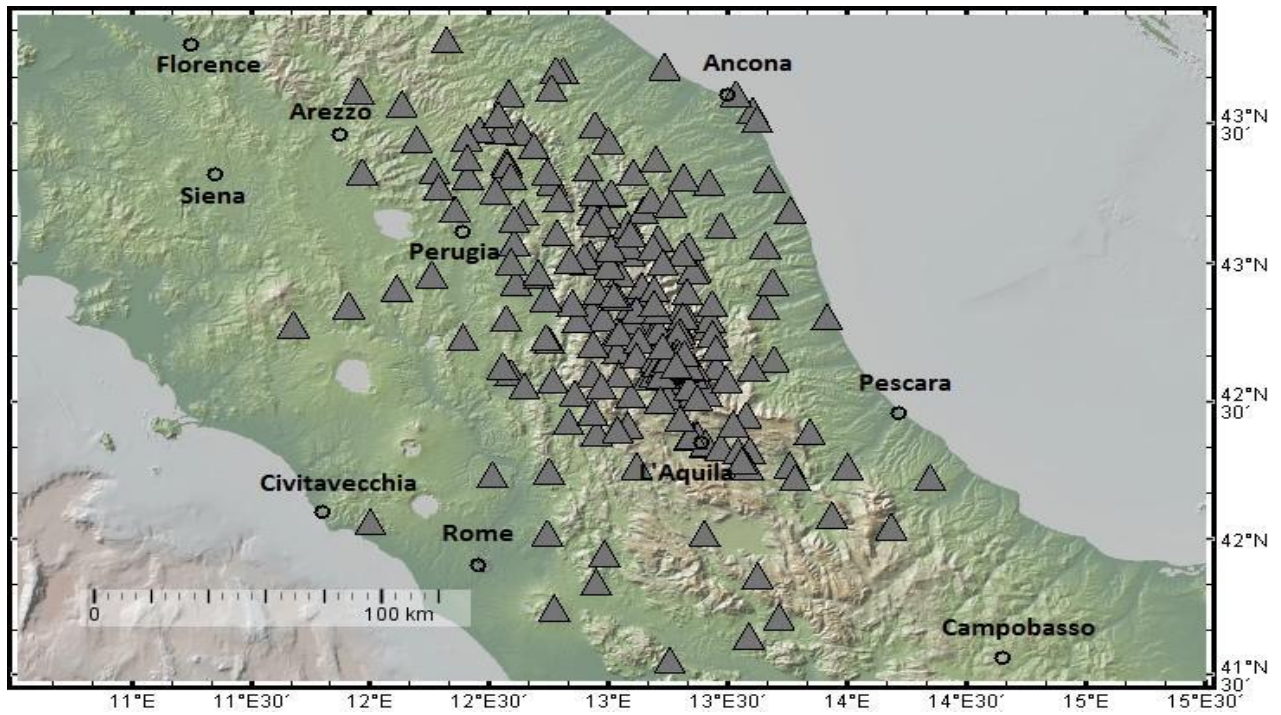 Florence
Ancona
Arezzo
43°N
30′
Siena
Perugia
43°N
Pescara
42°N
30′
L'Aquila
Civitavecchia
Rome
42°N
0
100 km
Campobasso
41°N
30′
11°E
11°E30′
12°E
12°E30′
13°E
13°E30′
14°E
14°E30′
15°E
15°E30′